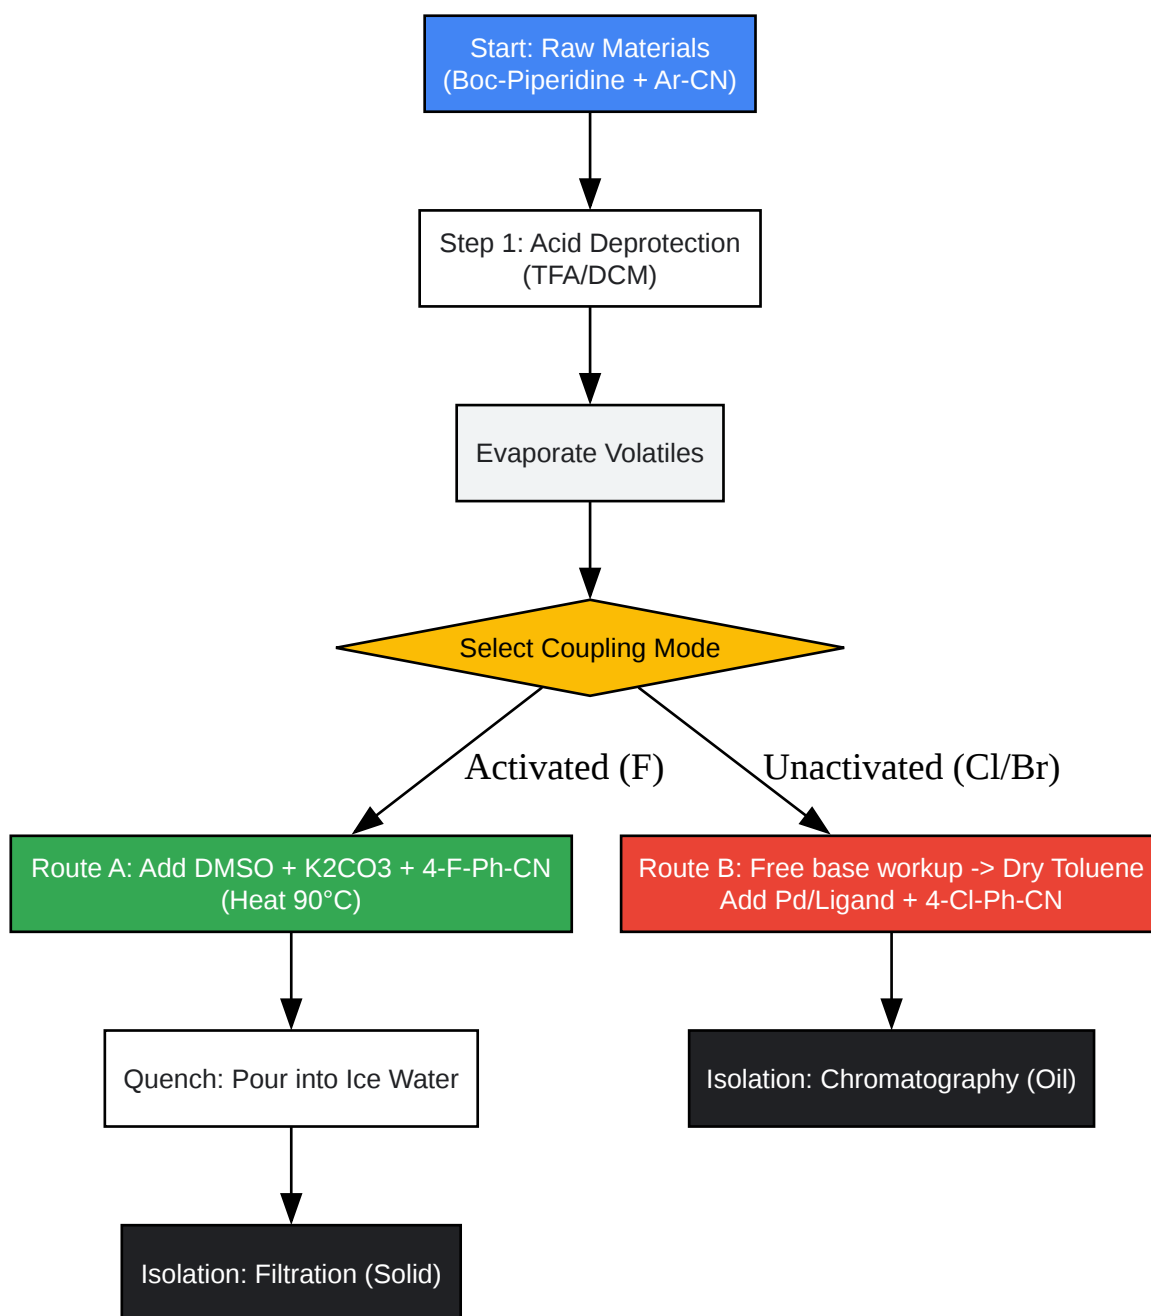 Start: Raw Materials
(Boc-Piperidine + Ar-CN)
Step 1: Acid Deprotection
(TFA/DCM)
Evaporate Volatiles
Select Coupling Mode
Activated (F)
Unactivated (Cl/Br)
Route A: Add DMSO + K2CO3 + 4-F-Ph-CN
(Heat 90°C)
Route B: Free base workup -> Dry Toluene
Add Pd/Ligand + 4-Cl-Ph-CN
Quench: Pour into Ice Water
Isolation: Chromatography (Oil)
Isolation: Filtration (Solid)